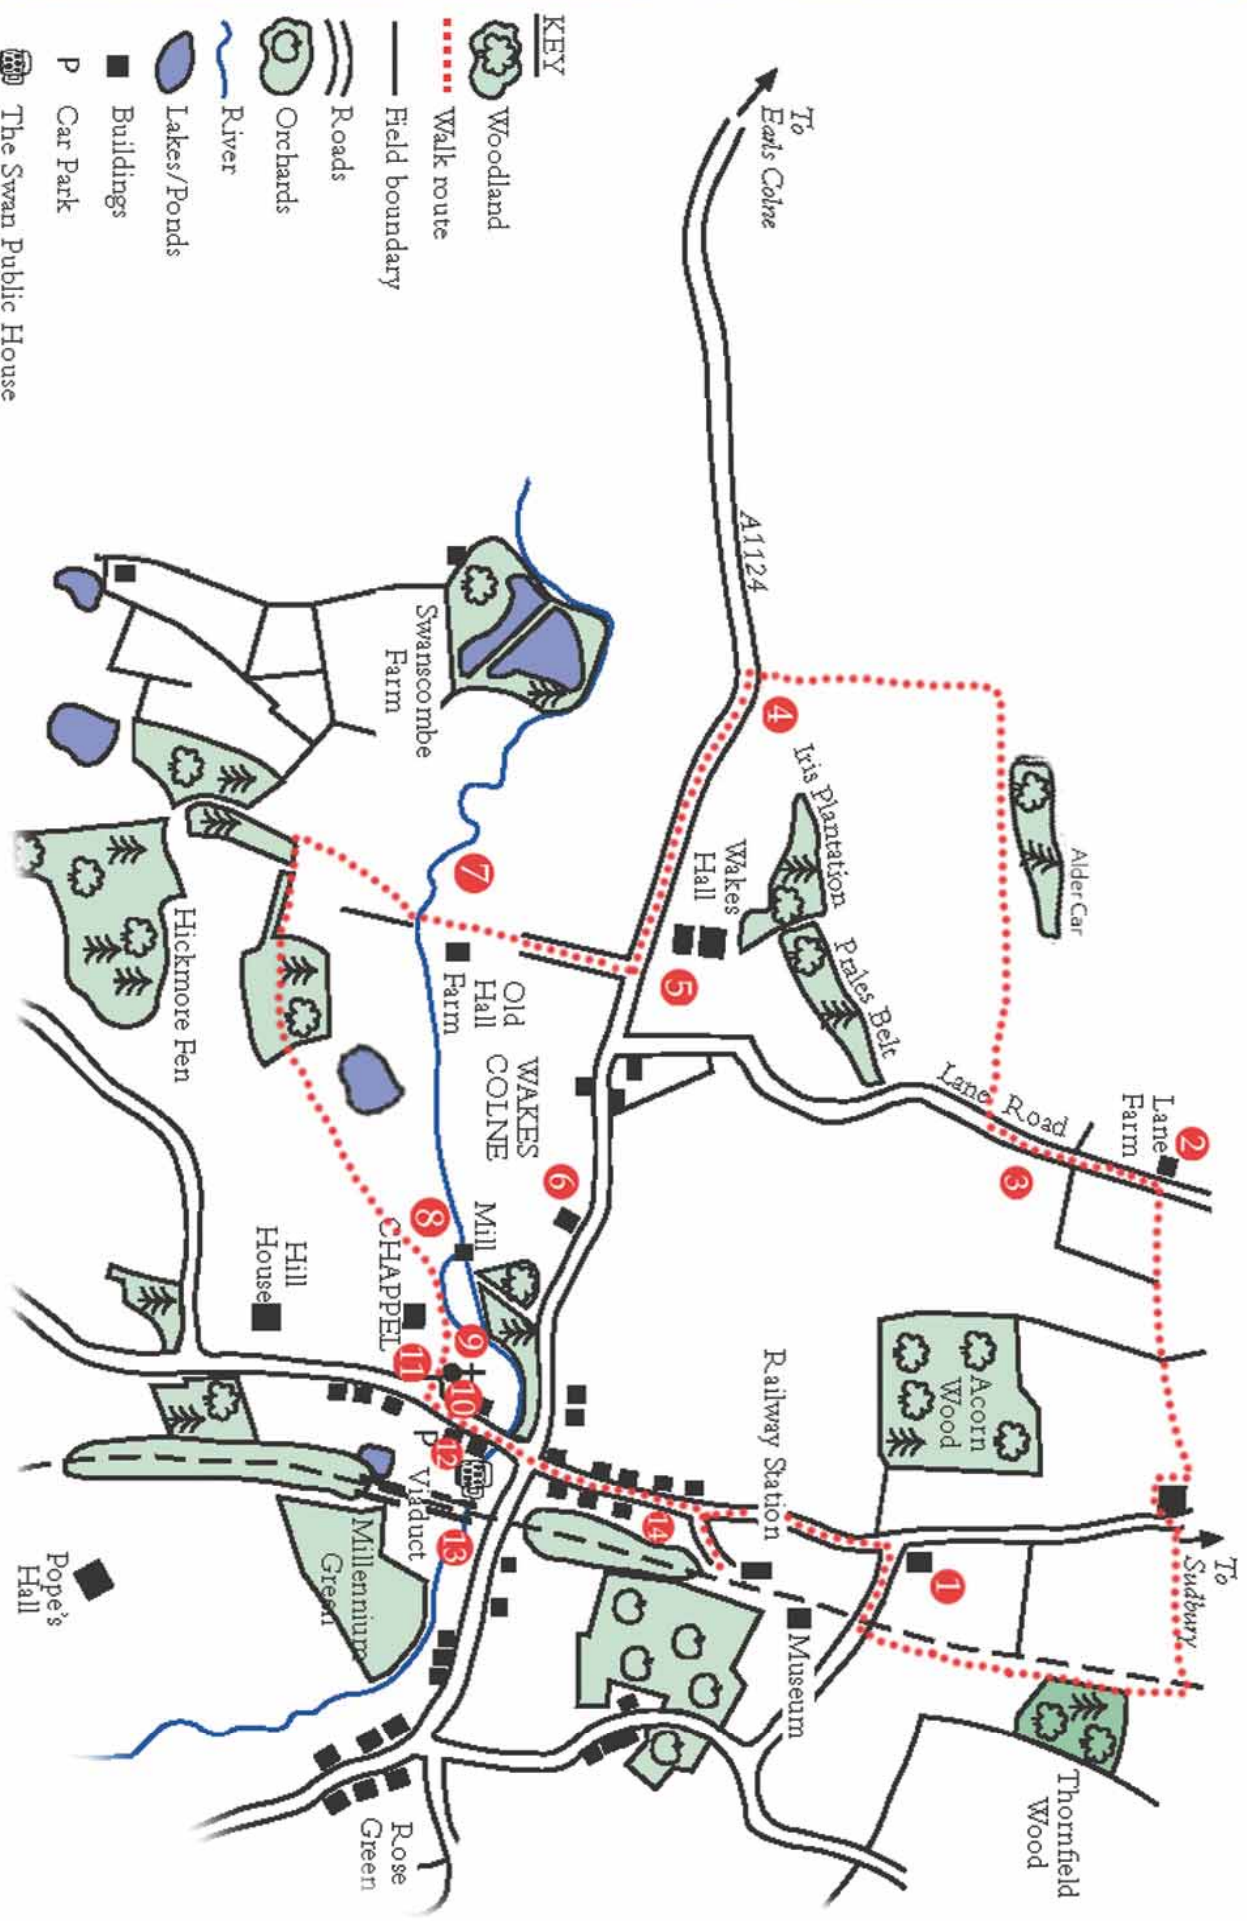 KEY
Woodland
Walk route
Field boundary
Roads
Orchards
River
Lakes/Ponds
Buildings
P Car Park
The Swan Public House
To
Earls Colne
A1124
4
Iris Plantation
Prales Belt
Alder Car
Wakes
Hall
5
Lane Road
Lane
Farm
2
3
Swanscombe
Farm
7
Old
Hall
Farm
WAKES
COLNE
6
Hickmore Fen
8
Mill
CHAPPEL
Hill
House
9
10
11
12
P
Viaduct
13
14
Railway Station
Acorn
Wood
To
Sudbury
1
Museum
Thornfield
Wood
Millennium
Green
Pope's
Hall
Rose
Green